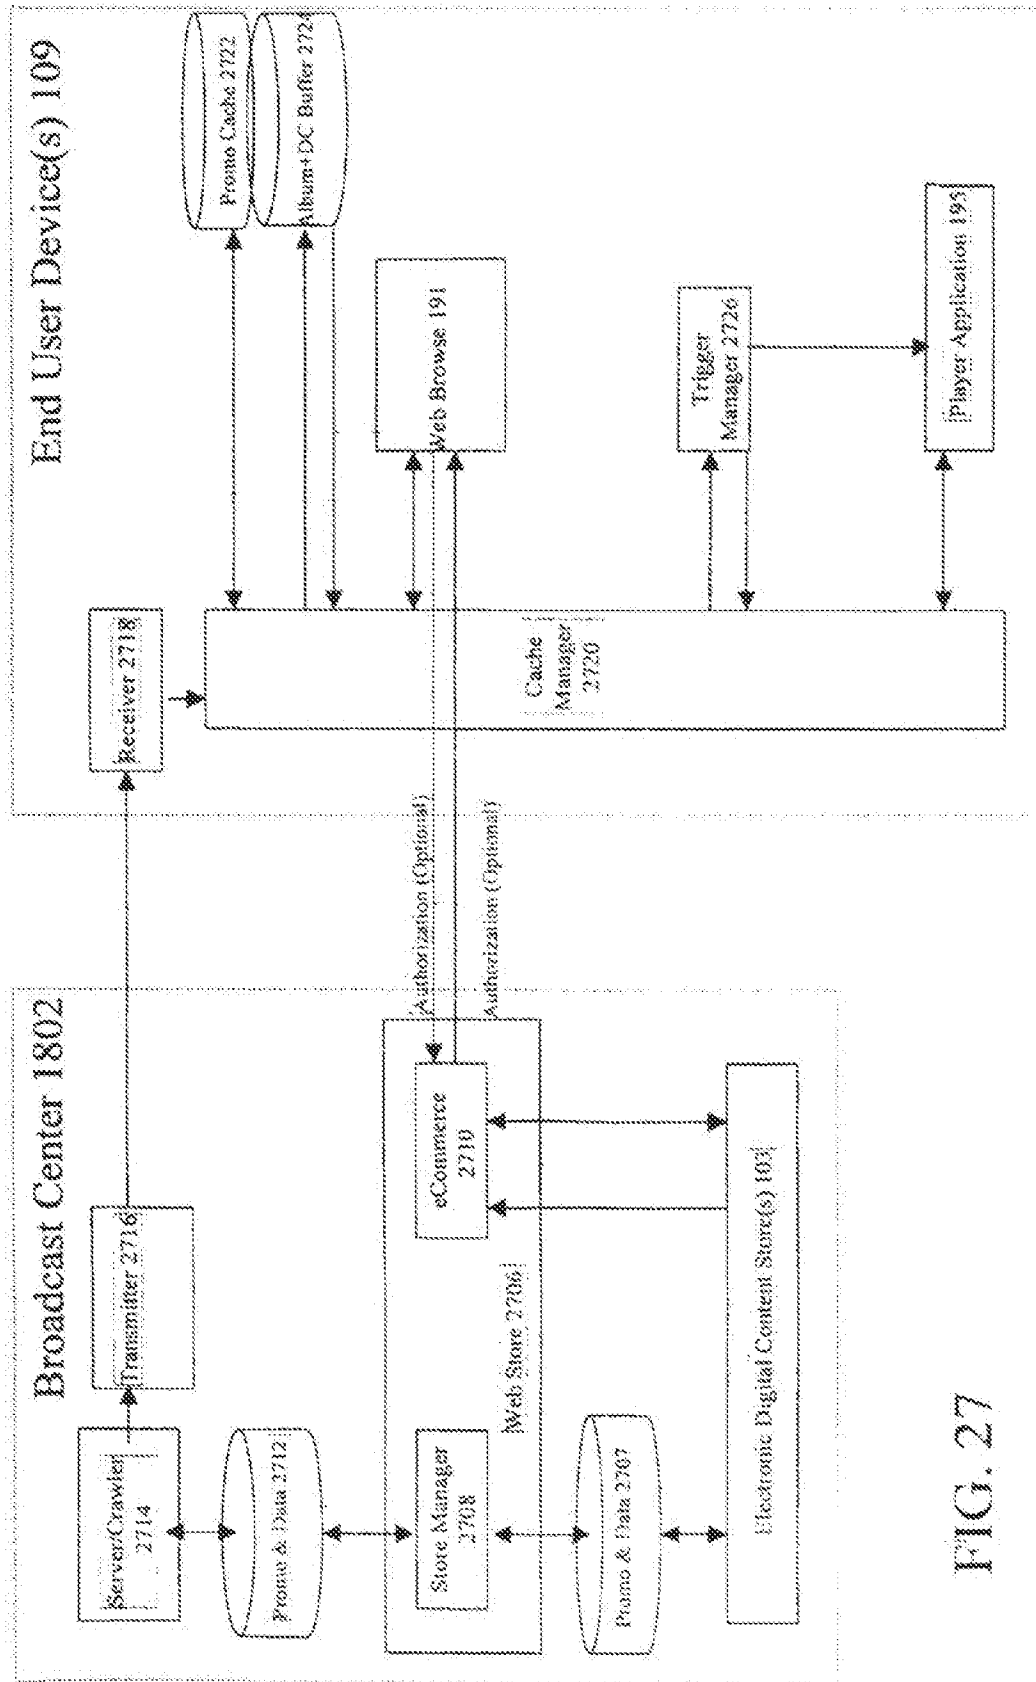 End User Device(s) 109
Promo Cache 2722
Album+DC Buffer 2724
Receiver 2718
Web Browse 191
Cache
Manager
2720
Trigger
Manager 2726
Player Application 195
Authorization (Optional)
Authorization (Optional)
Broadcast Center 1802
Server/Crawler
2714
Transmitter 2716
Promo & Data 2712
Store Manager
2708
eCommerce
2710
Web Store 2706
Promo & Data 2707
Electronic Digital Content Store(s) 103
FIG. 27